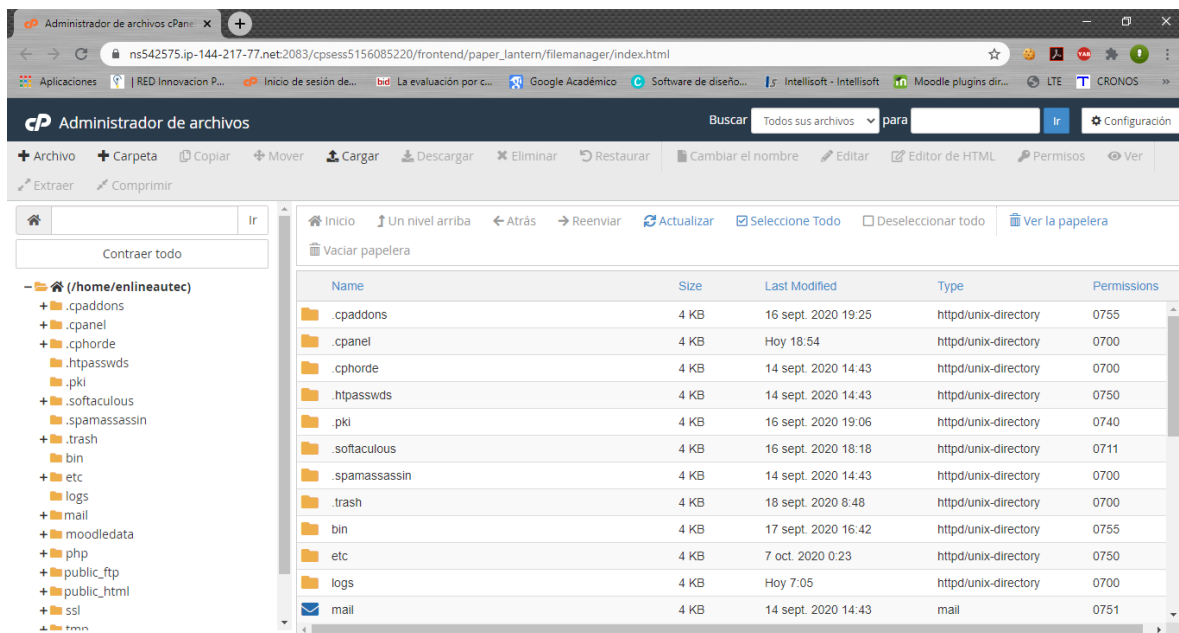 cP Administrador de archivos cPane X +
ns542575.ip-144-217-77.net:2083/cpsess5156085220/frontend/paper_lantern/filemanager/index.html
Aplicaciones | RED Innovacion P... cP Inicio de sesión de... bid La evaluación por c... Google Académico C Software de diseño... Intellisoft - Intellisoft Moodle plugins dir... LTE T CRONOS »
cP Administrador de archivos Buscar Todos sus archivos para Ir Configuración
Archivo Carpeta Copiar Mover Cargar Descargar Eliminar Restaurar Cambiar el nombre Editar Editor de HTML Permisos Ver
Extraer Comprimir
Ir
Contraer todo
(/home/enlineautec)
.cpaddons
.cpanel
.cphorde
.htpasswds
.pki
.softaculous
.spamassassin
.trash
bin
etc
logs
mail
moodledata
php
public_ftp
public_html
ssl
tmp
Inicio Un nivel arriba Atrás Reenviar Actualizar Seleccione Todo Deseleccionar todo Ver la papelera
Vaciar papelera
Name Size Last Modified Type Permissions
.cpaddons 4 KB 16 sept. 2020 19:25 httpd/unix-directory 0755
.cpanel 4 KB Hoy 18:54 httpd/unix-directory 0700
.cphorde 4 KB 14 sept. 2020 14:43 httpd/unix-directory 0700
.htpasswds 4 KB 14 sept. 2020 14:43 httpd/unix-directory 0750
.pki 4 KB 16 sept. 2020 19:06 httpd/unix-directory 0740
.softaculous 4 KB 16 sept. 2020 18:18 httpd/unix-directory 0711
.spamassassin 4 KB 14 sept. 2020 14:43 httpd/unix-directory 0700
.trash 4 KB 18 sept. 2020 8:48 httpd/unix-directory 0700
bin 4 KB 17 sept. 2020 16:42 httpd/unix-directory 0755
etc 4 KB 7 oct. 2020 0:23 httpd/unix-directory 0750
logs 4 KB Hoy 7:05 httpd/unix-directory 0700
mail 4 KB 14 sept. 2020 14:43 mail 0751